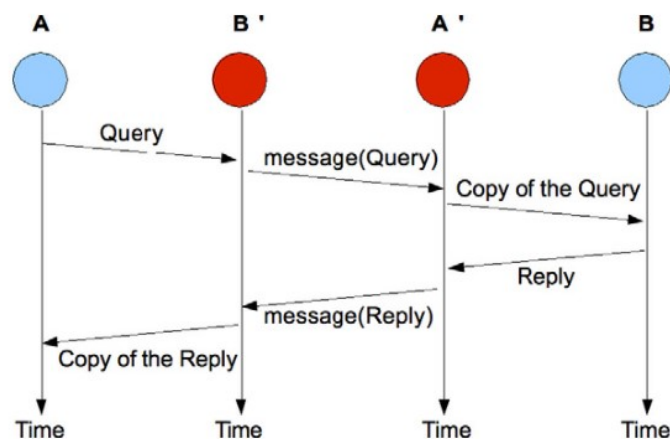 A B ' A ' B
Query
message(Query)
Copy of the Query
Reply
message(Reply)
Copy of the Reply
Time Time Time Time